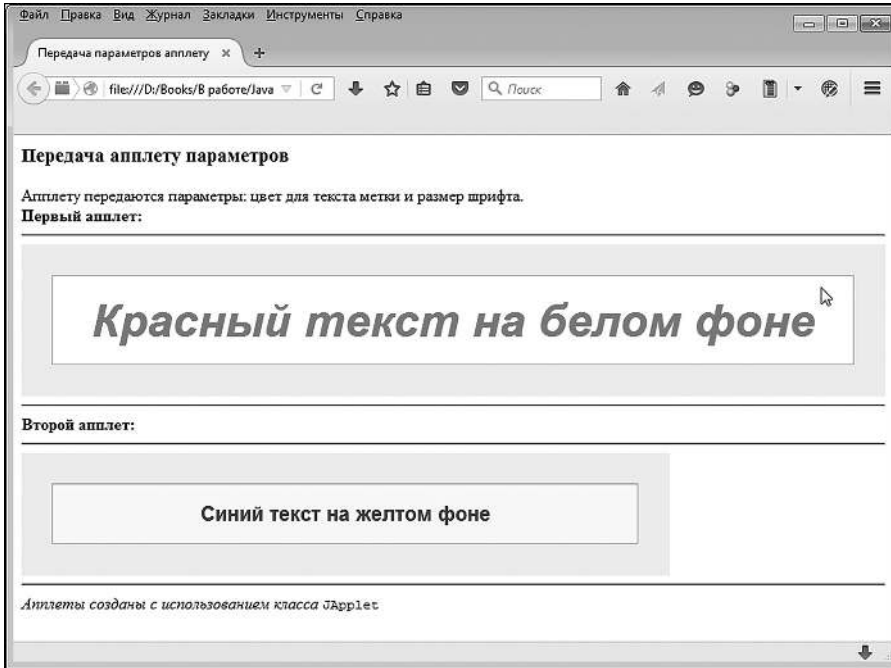 Файл Правка Вид Журнал Закладки Инструменты Справка
Передача параметров апплету
file:///D:/Books/В работе/Java
Поиск
Передача апплету параметров
Апплету передаются параметры: цвет для текста метки и размер шрифта.
Первый апплет:
Красный текст на белом фоне
Второй апплет:
Синий текст на желтом фоне
Апплеты созданы с использованием класса JApplet